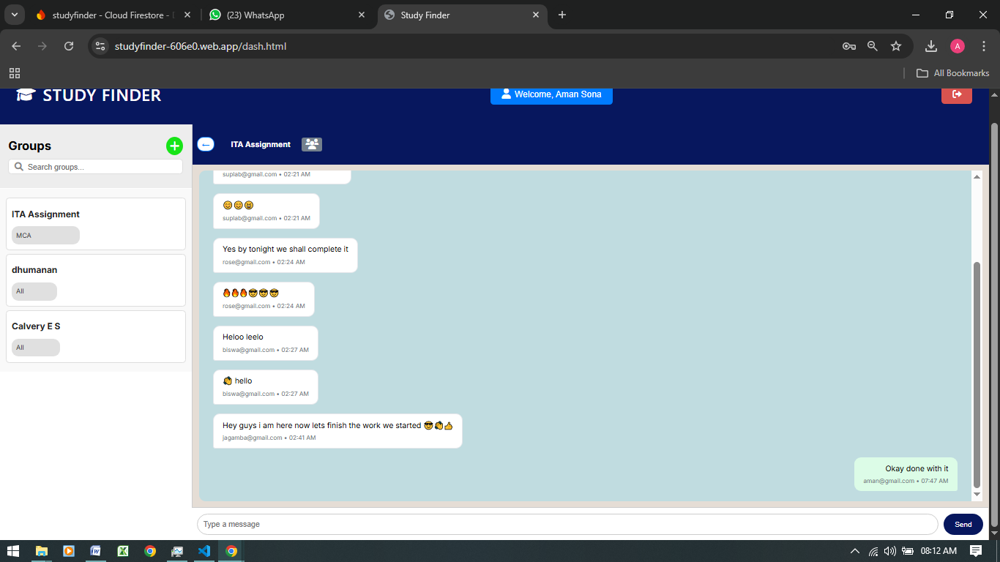 studyfinder - Cloud Firestore -
(23) WhatsApp
Study Finder
studyfinder-606e0.web.app/dash.html
A
All Bookmarks
STUDY FINDER
Welcome, Aman Sona
Groups
Search groups...
ITA Assignment
MCA
dhumanan
All
Calvery E S
All
← ITA Assignment
suplab@gmail.com • 02:21 AM
😊😊😆
suplab@gmail.com • 02:21 AM
Yes by tonight we shall complete it
rose@gmail.com • 02:24 AM
🔥🔥🔥😎😎😎
rose@gmail.com • 02:24 AM
Heloo leelo
biswa@gmail.com • 02:27 AM
👏 hello
biswa@gmail.com • 02:27 AM
Hey guys i am here now lets finish the work we started 😎👏👍
jagamba@gmail.com • 02:41 AM
Okay done with it
aman@gmail.com • 07:47 AM
Type a message
Send
08:12 AM